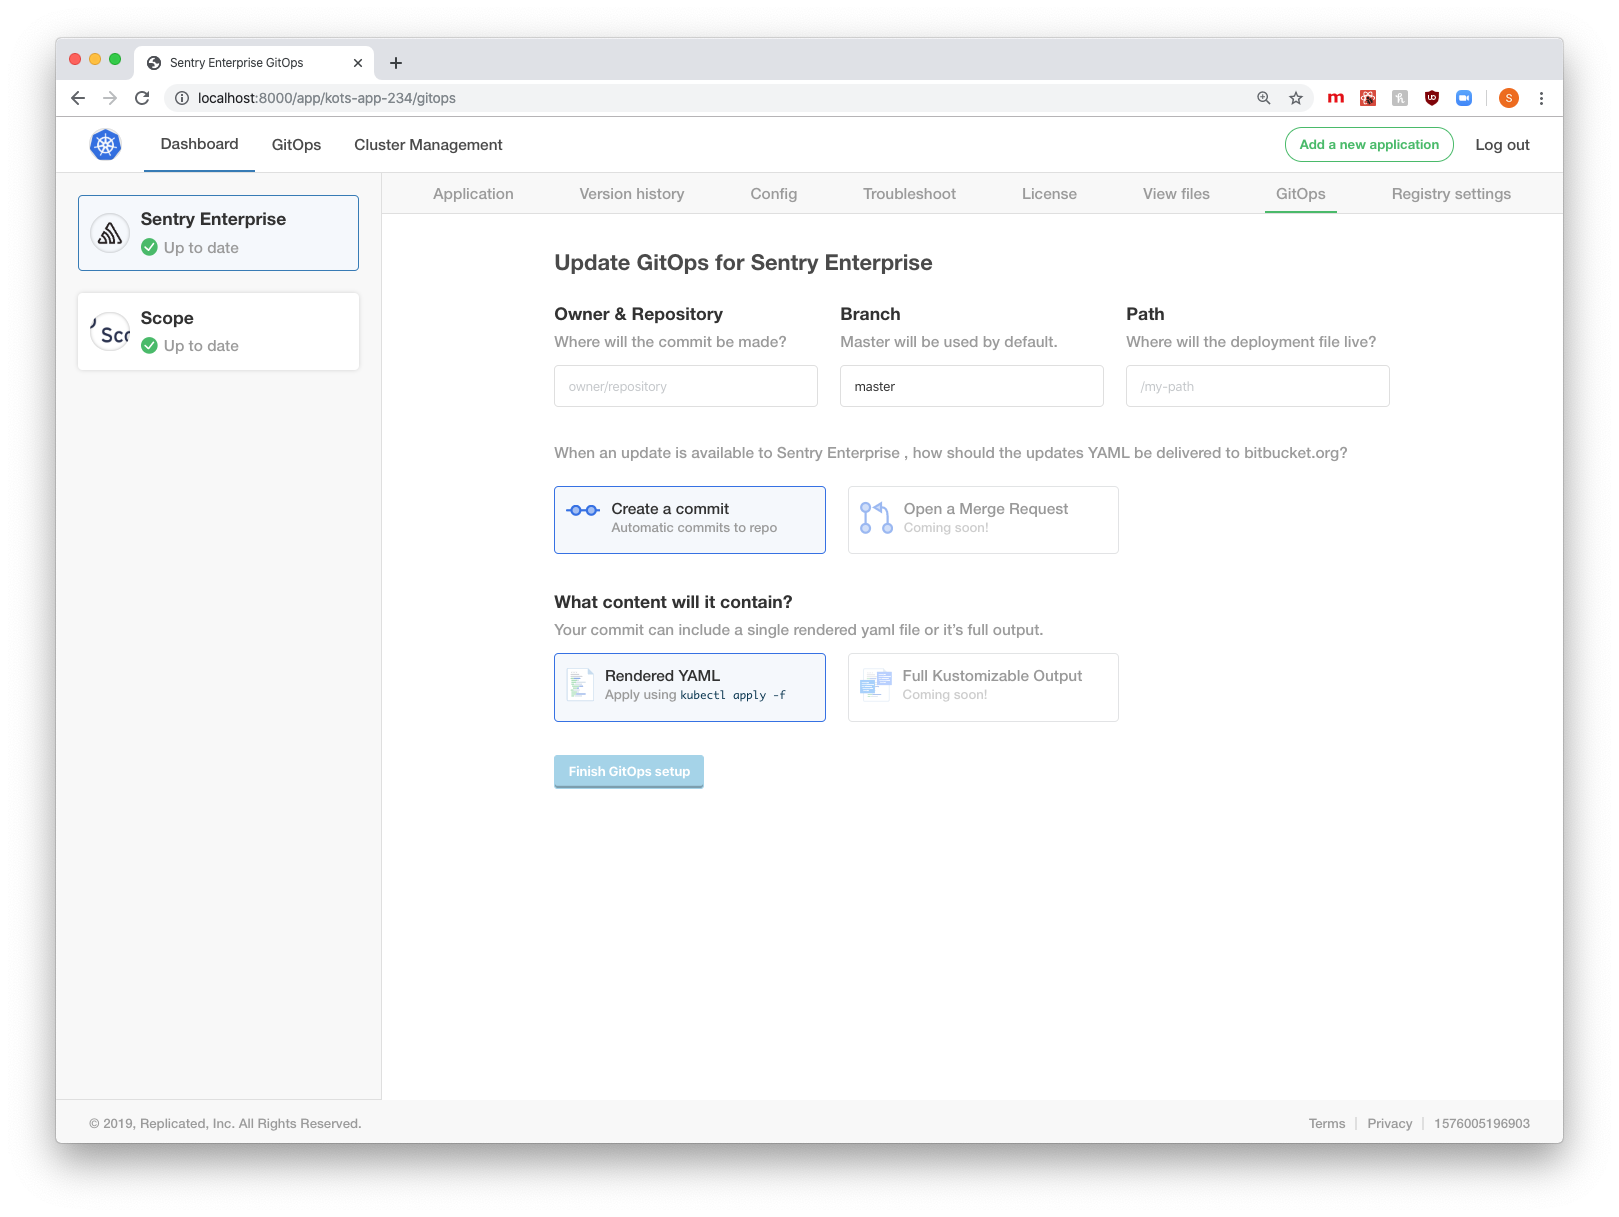 Sentry Enterprise GitOps
localhost:8000/app/kots-app-234/gitops
m
UD
S
Dashboard
GitOps
Cluster Management
Add a new application
Log out
Application
Version history
Config
Troubleshoot
License
View files
GitOps
Registry settings
Sentry Enterprise
Up to date
Sco
Scope
Up to date
Update GitOps for Sentry Enterprise
Owner & Repository
Where will the commit be made?
owner/repository
Branch
Master will be used by default.
master
Path
Where will the deployment file live?
/my-path
When an update is available to Sentry Enterprise , how should the updates YAML be delivered to bitbucket.org?
Create a commit
Automatic commits to repo
Open a Merge Request
Coming soon!
What content will it contain?
Your commit can include a single rendered yaml file or it’s full output.
Rendered YAML
Apply using kubectl apply -f
Full Kustomizable Output
Coming soon!
Finish GitOps setup
© 2019, Replicated, Inc. All Rights Reserved.
Terms
Privacy
1576005196903